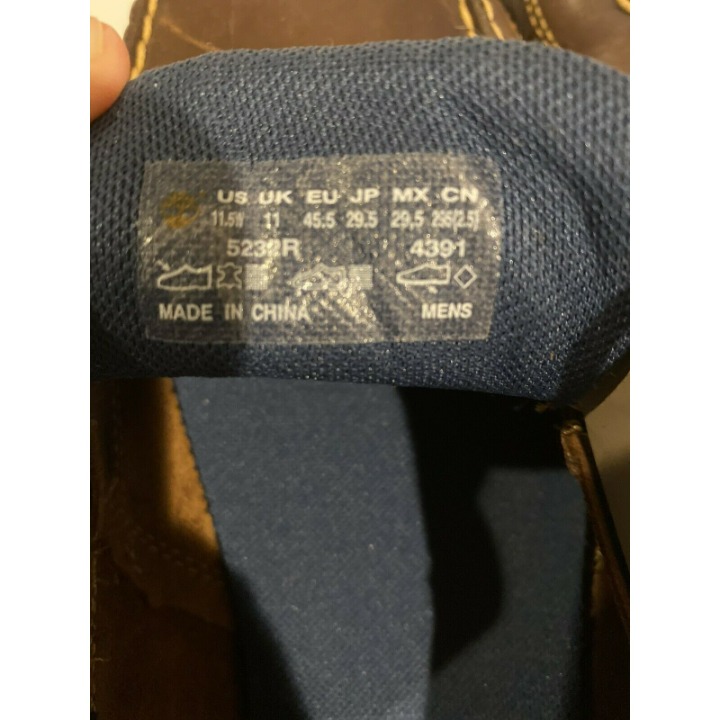 US UK EU JP MX CN
11.5W 11 45.5 29.5 29.5 295(2.5)
5232R 4391
MADE IN CHINA MENS